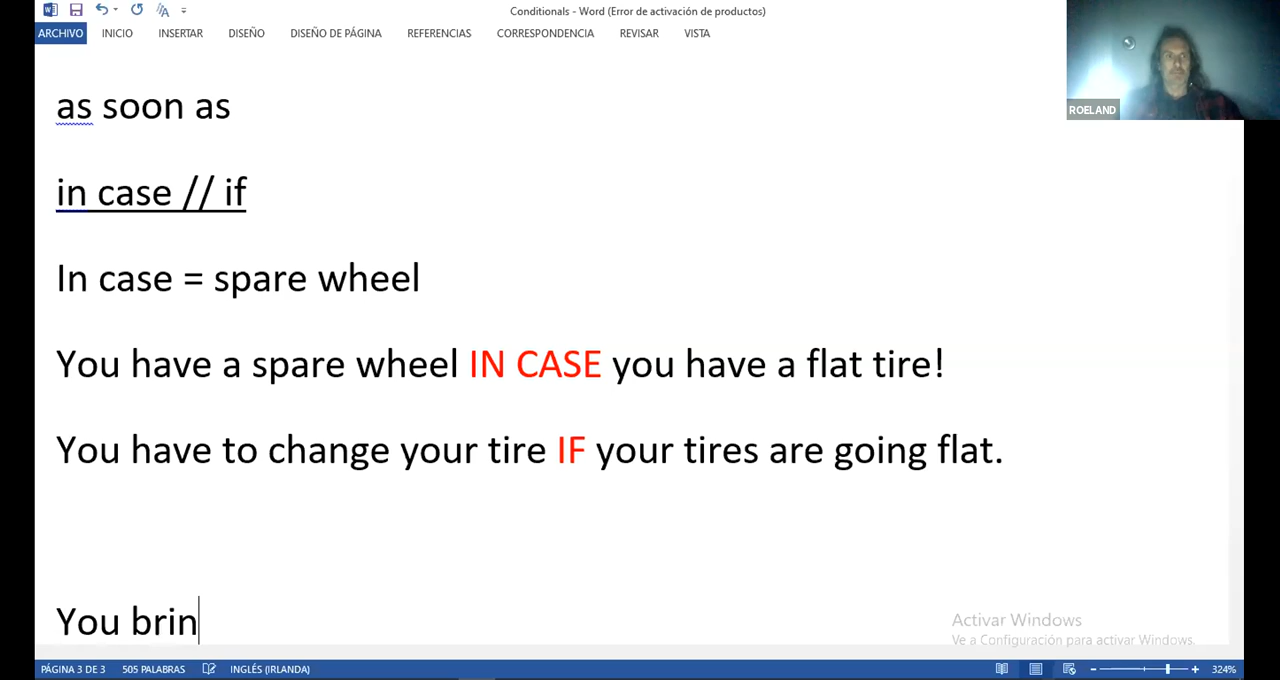 Conditionals - Word (Error de activación de productos)
ARCHIVO INICIO INSERTAR DISEÑO DISEÑO DE PÁGINA REFERENCIAS CORRESPONDENCIA REVISAR VISTA
ROELAND
as soon as
in case // if
In case = spare wheel
You have a spare wheel IN CASE you have a flat tire!
You have to change your tire IF your tires are going flat.
You brin
Activar Windows
Ve a Configuración para activar Windows.
PÁGINA 3 DE 3 505 PALABRAS INGLÉS (IRLANDA) 324%